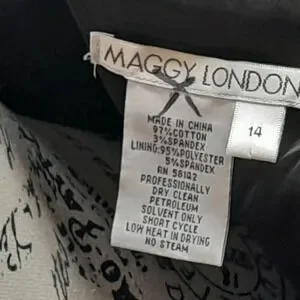 MAGGY LONDON
14
MADE IN CHINA
97% COTTON
3% SPANDEX
LINING:95% POLYESTER
5% SPANDEX
RN 58182
PROFESSIONALLY
DRY CLEAN
PETROLEUM
SOLVENT ONLY
SHORT CYCLE
LOW HEAT IN DRYING
NO STEAM